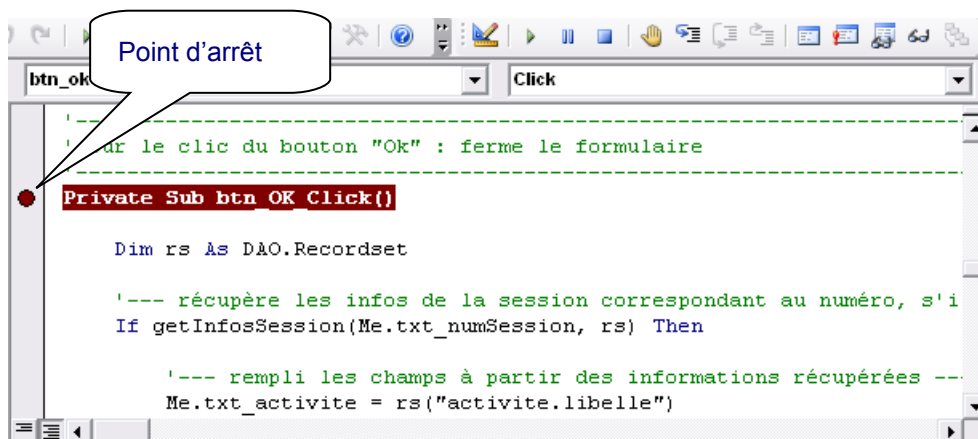 Point d’arrêt
btn_ok
Click
'------------------------------------------------------
ur le clic du bouton "Ok" : ferme le formulaire
'------------------------------------------------------
Private Sub btn_OK_Click()
Dim rs As DAO.Recordset
'--- récupère les infos de la session correspondant au numéro, s'i
If getInfosSession(Me.txt_numSession, rs) Then
'--- rempli les champs à partir des informations récupérées ---
Me.txt_activite = rs("activite.libelle")